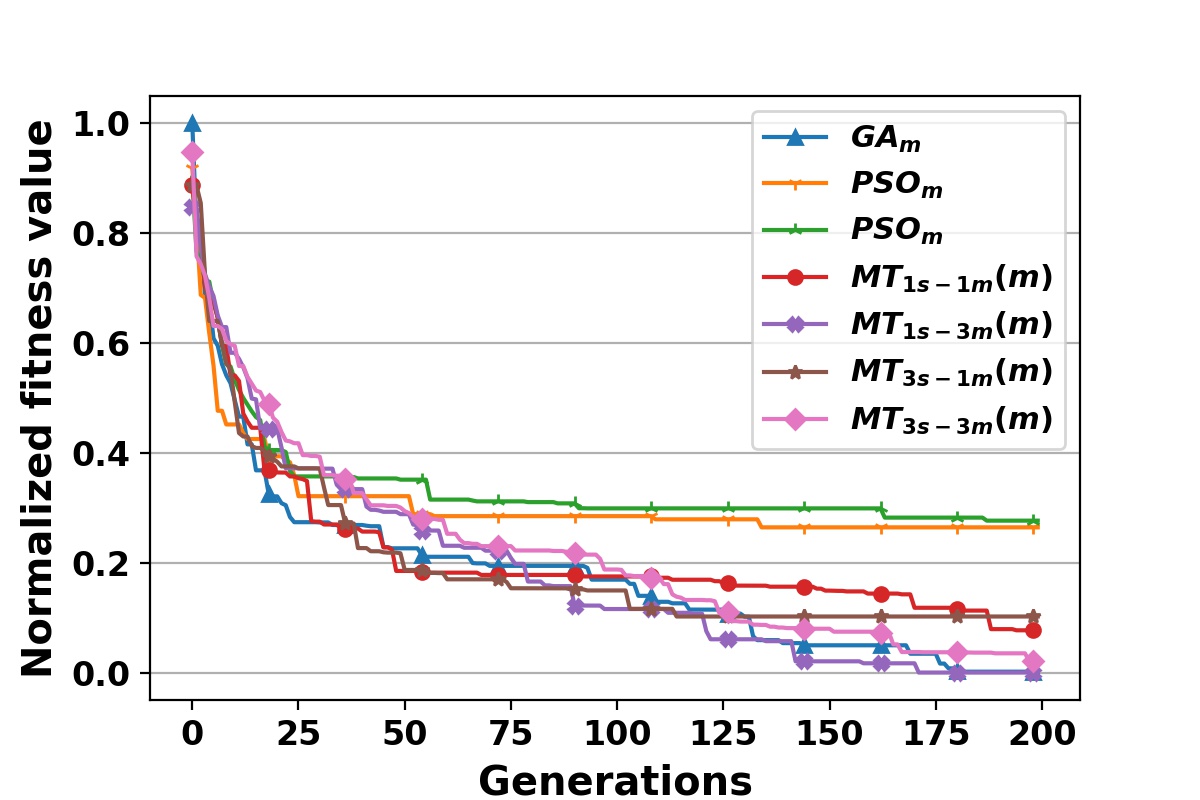 Normalized fitness value
1.0
0.8
0.6
0.4
0.2
0.0
GAm
PSOm
PSOm
MT1s−1m(m)
MT1s−3m(m)
MT3s−1m(m)
MT3s−3m(m)
0 25 50 75 100 125 150 175 200
Generations